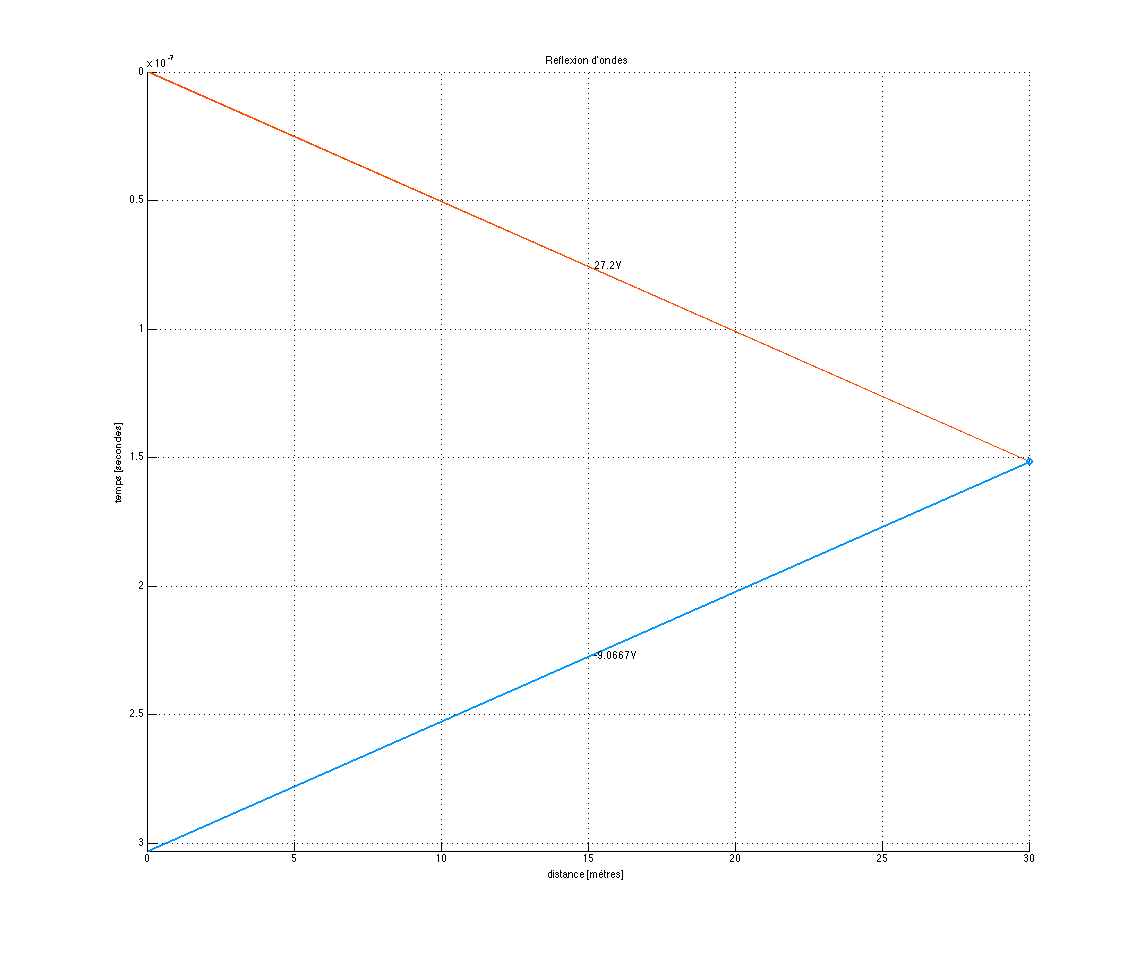 Reflexion d'ondes
x 10^-7
0
0.5
27.2V
1
1.5
temps [secondes]
2
-9.0667V
2.5
3
0 5 10 15 20 25 30
distance [métres]